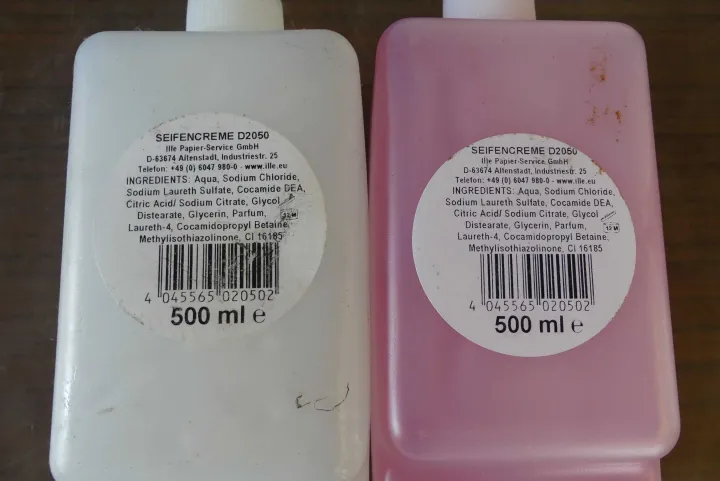 SEIFENCREME D2050
Ille Papier-Service GmbH
D-63674 Altenstadt, Industriestr. 25
Telefon: +49 (0) 6047 980-0 - www.ille.eu
INGREDIENTS: Aqua, Sodium Chloride,
Sodium Laureth Sulfate, Cocamide DEA,
Citric Acid/ Sodium Citrate, Glycol
Distearate, Glycerin, Parfum,
Laureth-4, Cocamidopropyl Betaine,
Methylisothiazolinone, CI 16185
12 M
4 045565 020502
500 ml e
SEIFENCREME D2050
Ille Papier-Service GmbH
D-63674 Altenstadt, Industriestr. 25
Telefon: +49 (0) 6047 980-0 - www.ille.eu
INGREDIENTS: Aqua, Sodium Chloride,
Sodium Laureth Sulfate, Cocamide DEA,
Citric Acid/ Sodium Citrate, Glycol
Distearate, Glycerin, Parfum,
Laureth-4, Cocamidopropyl Betaine,
Methylisothiazolinone, CI 16185
12 M
4 045565 020502
500 ml e